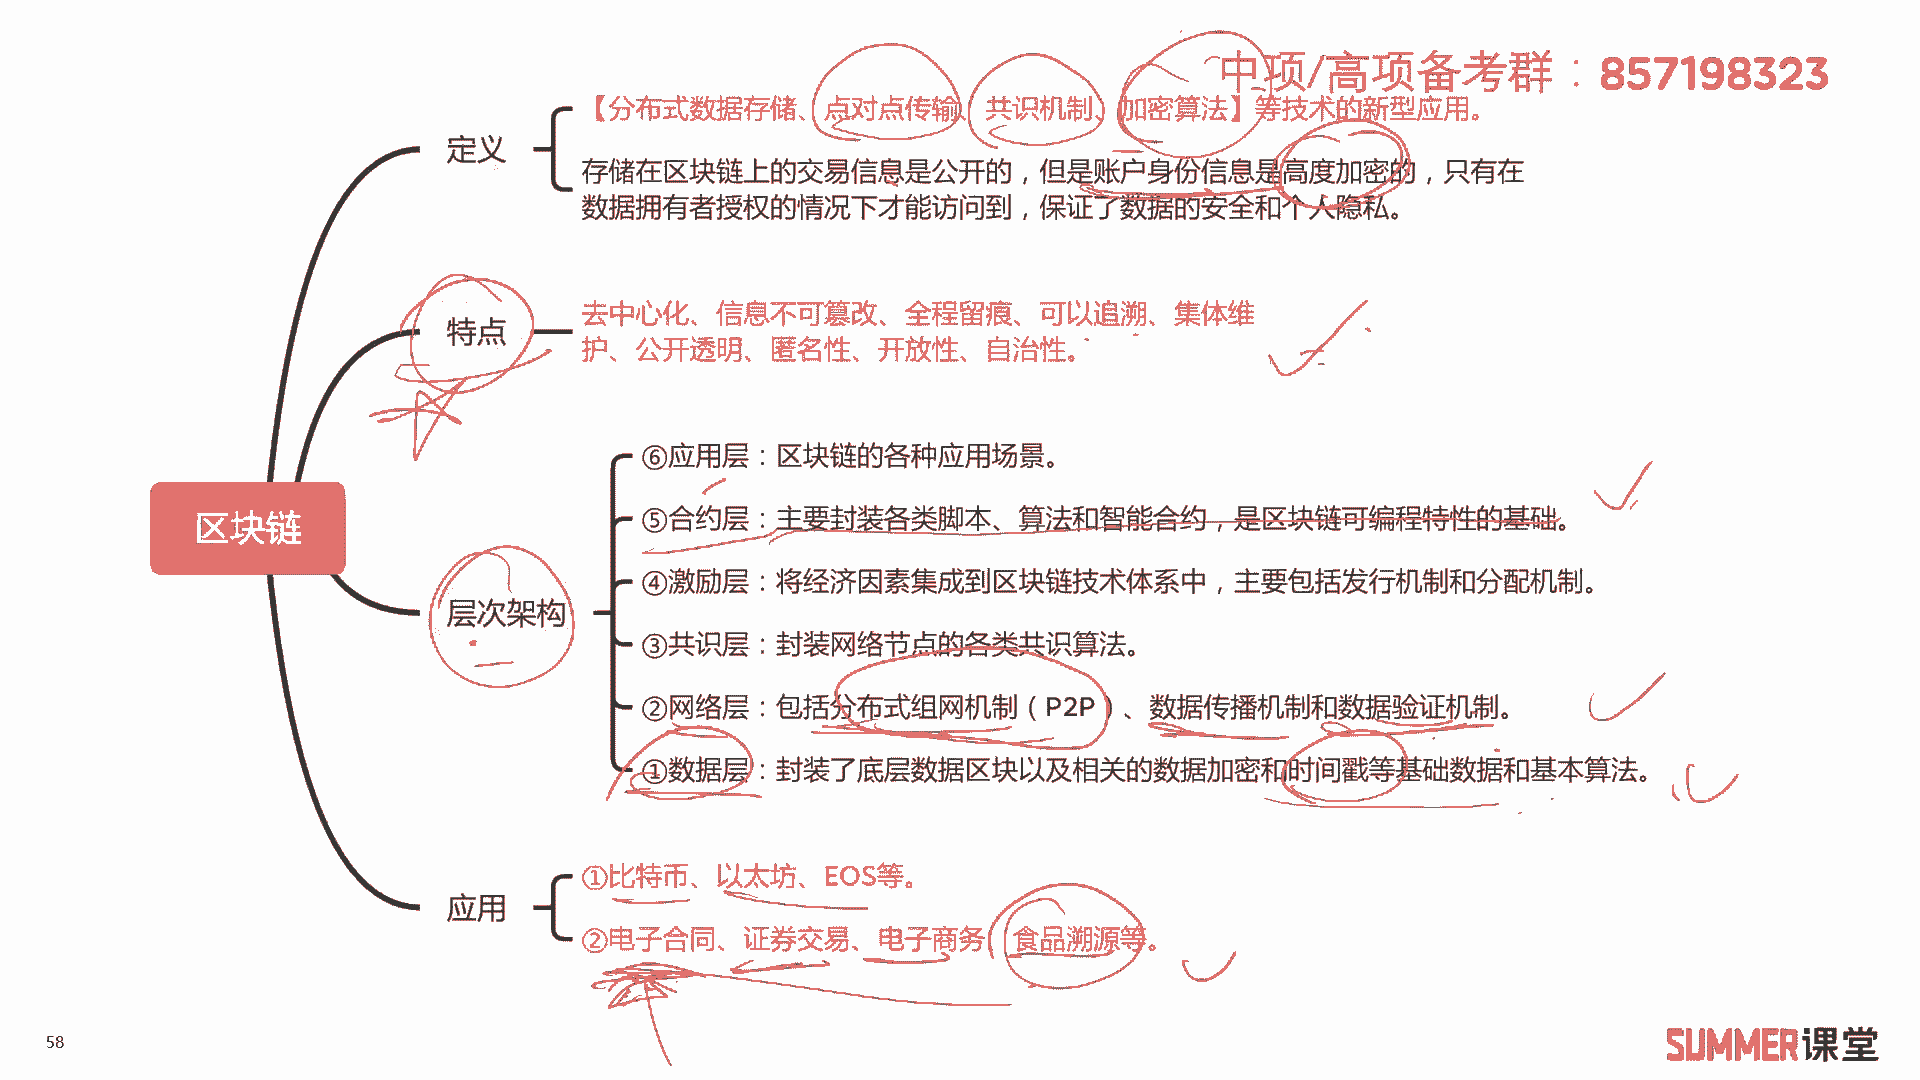 中项/高项备考群：857198323
定义
【分布式数据存储、点对点传输、共识机制、加密算法】等技术的新型应用。
存储在区块链上的交易信息是公开的，但是账户身份信息是高度加密的，只有在
数据拥有者授权的情况下才能访问到，保证了数据的安全和个人隐私。
特点
去中心化、信息不可篡改、全程留痕、可以追溯、集体维
护、公开透明、匿名性、开放性、自治性。
区块链
层次架构
⑥应用层：区块链的各种应用场景。
⑤合约层：主要封装各类脚本、算法和智能合约，是区块链可编程特性的基础。
④激励层：将经济因素集成到区块链技术体系中，主要包括发行机制和分配机制。
③共识层：封装网络节点的各类共识算法。
②网络层：包括分布式组网机制（P2P）、数据传播机制和数据验证机制。
①数据层：封装了底层数据区块以及相关的数据加密和时间戳等基础数据和基本算法。
应用
①比特币、以太坊、EOS等。
②电子合同、证券交易、电子商务、食品溯源等。
58
SUMMER课堂